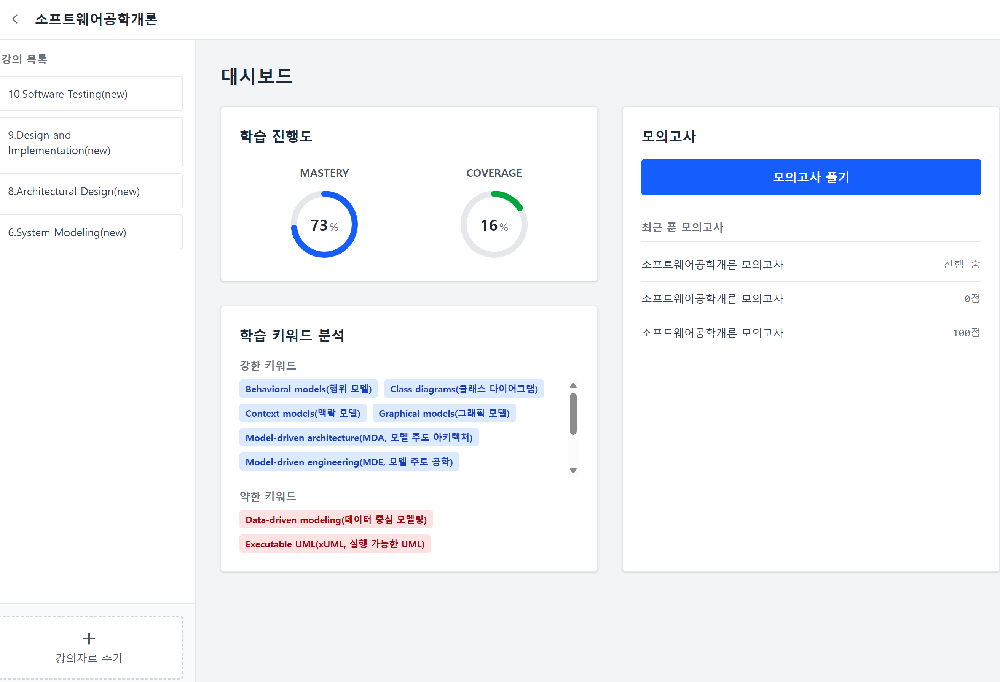 소프트웨어공학개론
강의 목록
10.Software Testing(new)
9.Design and
Implementation(new)
8.Architectural Design(new)
6.System Modeling(new)
강의자료 추가
대시보드
학습 진행도
MASTERY
73%
COVERAGE
16%
학습 키워드 분석
강한 키워드
Behavioral models(행위 모델)
Class diagrams(클래스 다이어그램)
Context models(맥락 모델)
Graphical models(그래픽 모델)
Model-driven architecture(MDA, 모델 주도 아키텍처)
Model-driven engineering(MDE, 모델 주도 공학)
약한 키워드
Data-driven modeling(데이터 중심 모델링)
Executable UML(xUML, 실행 가능한 UML)
모의고사
모의고사 풀기
최근 푼 모의고사
소프트웨어공학개론 모의고사 진행 중
소프트웨어공학개론 모의고사 0점
소프트웨어공학개론 모의고사 100점